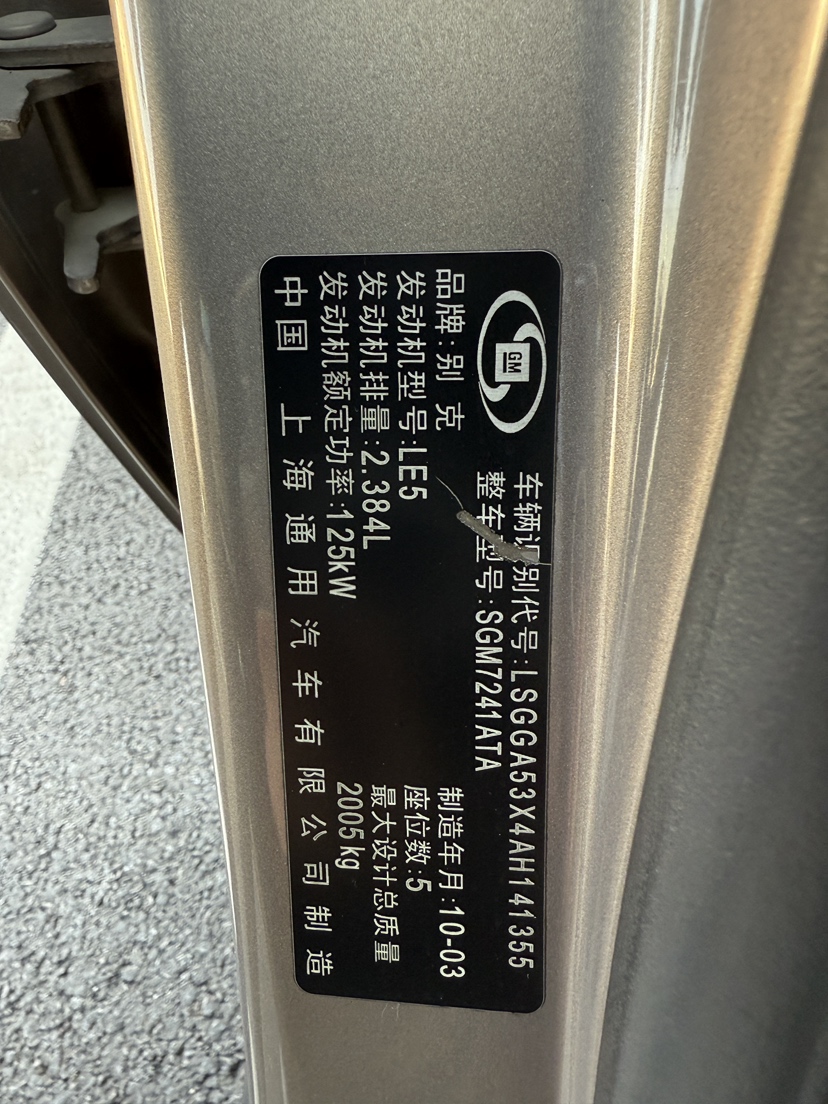 GM
车辆识别代号:LSGGA53X4AH141355
整车型号:SGM7241ATA
品牌:别克
制造年月:10-03
发动机型号:LE5
座位数:5
发动机排量:2.384L
最大设计总质量
发动机额定功率:125kW
2005kg
中国 上海通用汽车有限公司制造